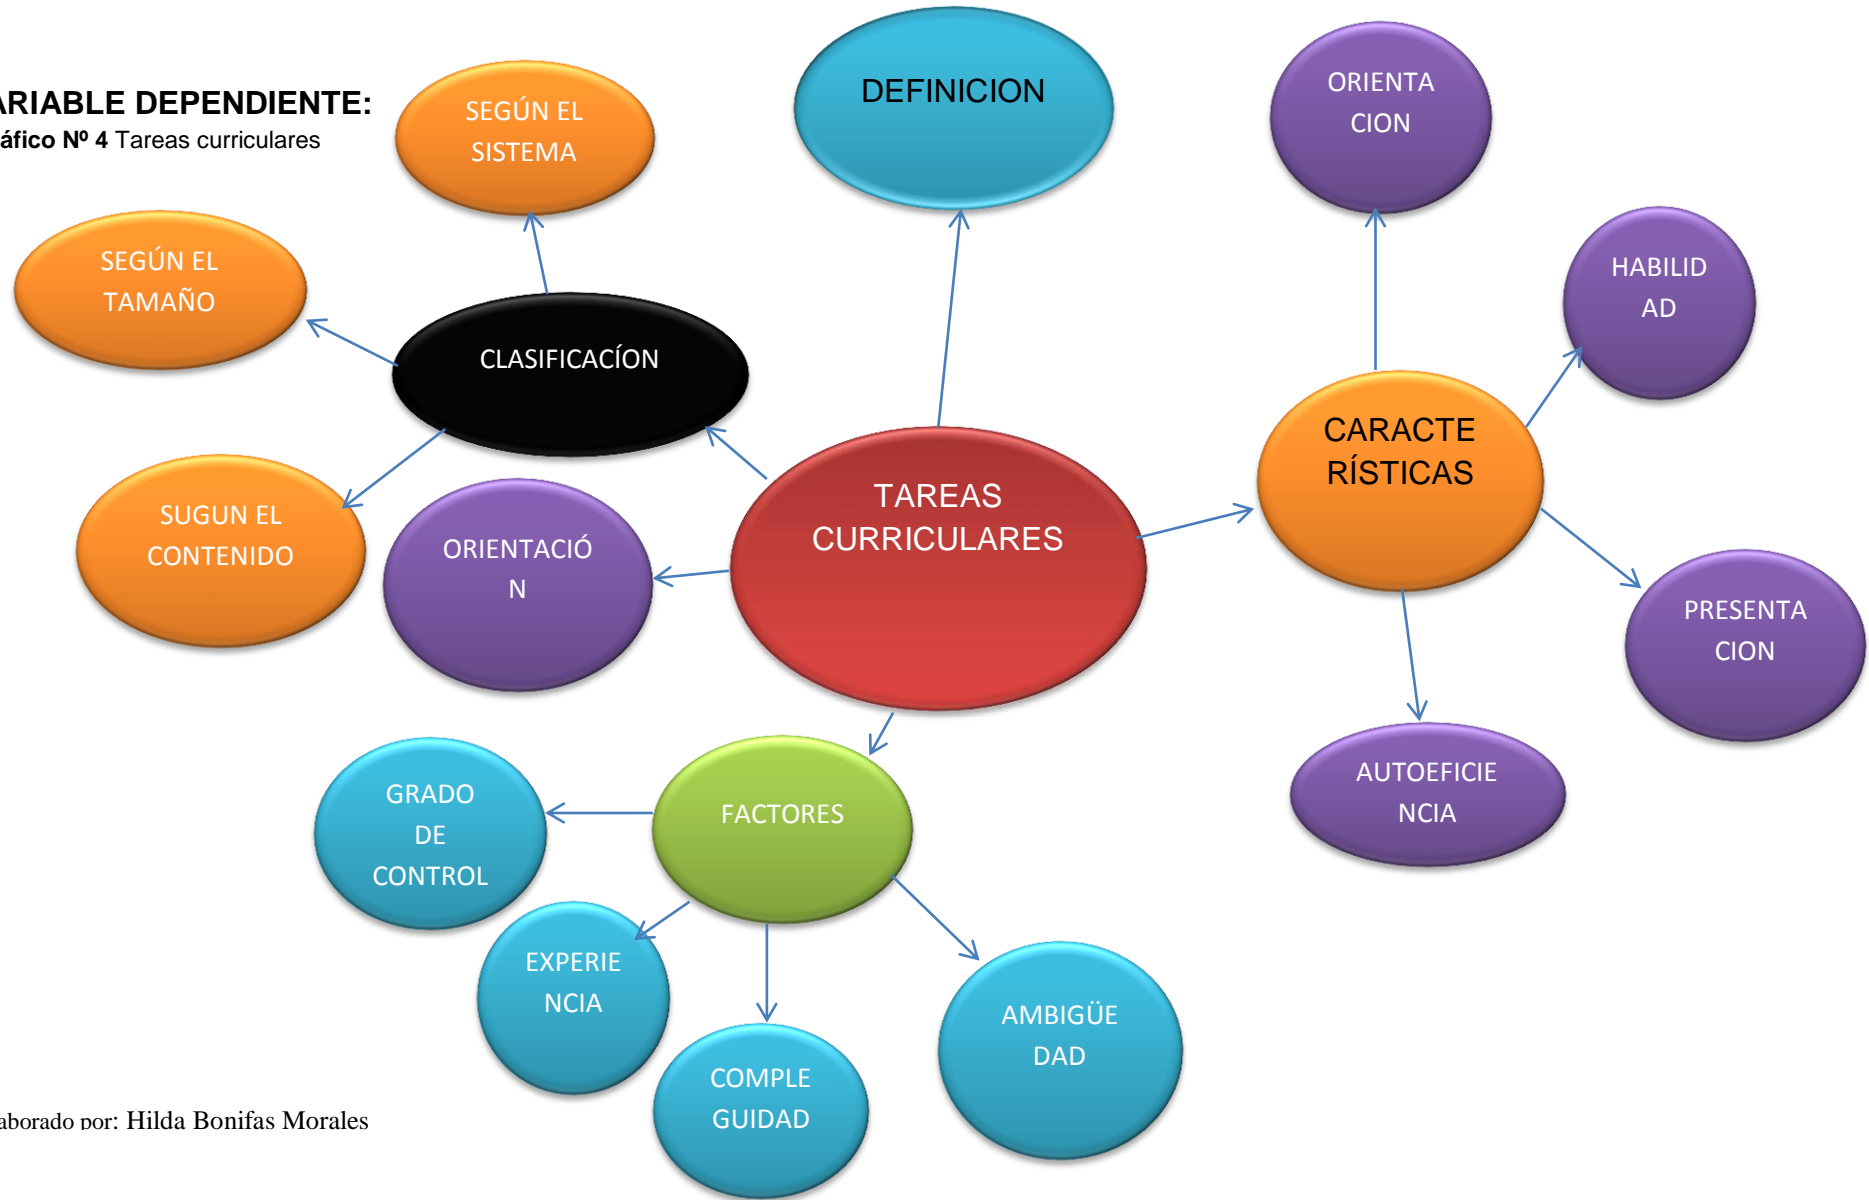 ARIABLE DEPENDIENTE:
áfico Nº 4 Tareas curriculares
SEGÚN EL
SISTEMA
DEFINICION
ORIENTA
CION
SEGÚN EL
TAMAÑO
HABILID
AD
CLASIFICACÍON
CARACTE
RÍSTICAS
TAREAS
CURRICULARES
SUGUN EL
CONTENIDO
ORIENTACIÓ
N
PRESENTA
CION
AUTOEFICIE
NCIA
GRADO
DE
CONTROL
FACTORES
EXPERIE
NCIA
AMBIGÜE
DAD
COMPLE
GUIDAD
aborado por: Hilda Bonifas Morales